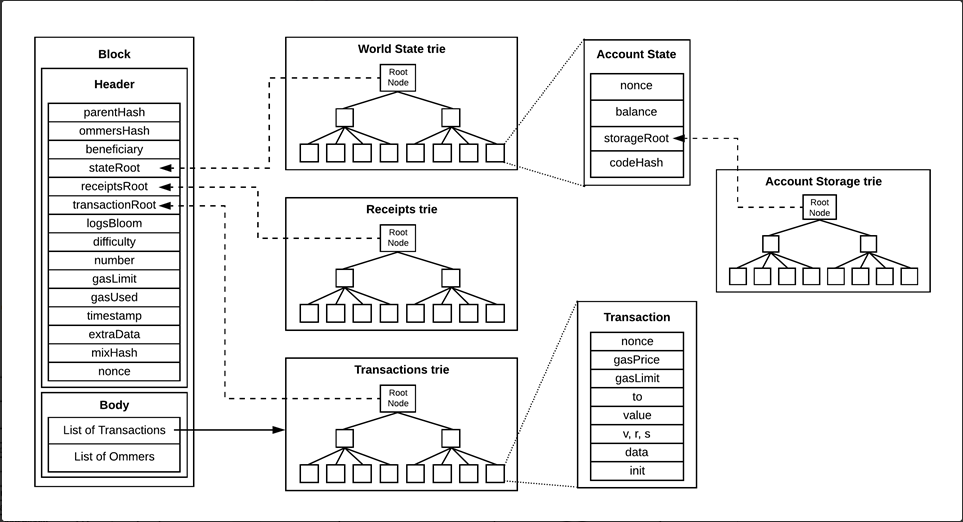 Block
Header
parentHash
ommersHash
beneficiary
stateRoot
receiptsRoot
transactionRoot
logsBloom
difficulty
number
gasLimit
gasUsed
timestamp
extraData
mixHash
nonce
Body
List of Transactions
List of Ommers
World State trie
Root
Node
Receipts trie
Root
Node
Transactions trie
Root
Node
Account State
nonce
balance
storageRoot
codeHash
Account Storage trie
Root
Node
Transaction
nonce
gasPrice
gasLimit
to
value
v, r, s
data
init